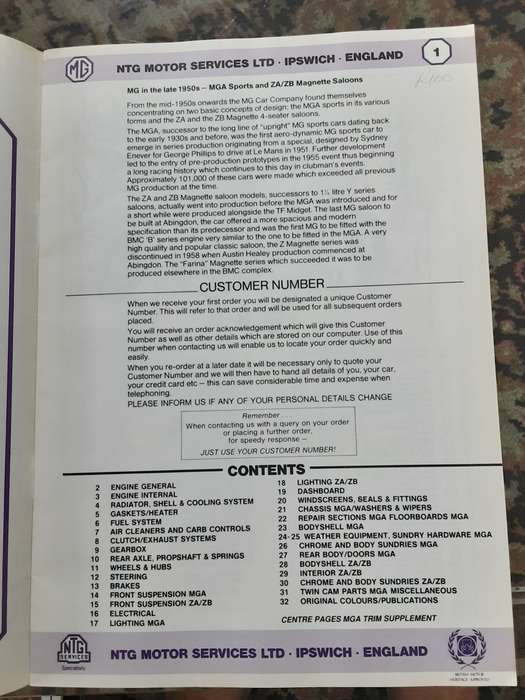 MG
NTG MOTOR SERVICES LTD · IPSWICH · ENGLAND
1
MG in the late 1950s – MGA Sports and ZA/ZB Magnette Saloons
From the mid-1950s onwards the MG Car Company found themselves
concentrating on two basic concepts of design: the MGA sports in its various
forms and the ZA and the ZB Magnette 4-seater saloons.
The MGA, successor to the long line of "upright" MG sports cars dating back
to the early 1930s and before, was the first aero-dynamic MG sports car to
emerge in series production originating from a special, designed by Sydney
Enever for George Phillips to drive at Le Mans in 1951. Further development
led to the entry of pre-production prototypes in the 1955 event thus beginning
a long racing history which continues to this day in clubman's events.
Approximately 101,000 of these cars were made which exceeded all previous
MG production at the time.
The ZA and ZB Magnette saloon models, successors to 1¼ litre Y series
saloons, actually went into production before the MGA was introduced and for
a short while were produced alongside the TF Midget. The last MG saloon to
be built at Abingdon, the car offered a more spacious and modern
specification than its predecessor and was the first MG to be fitted with the
BMC 'B' series engine very similar to the one to be fitted in the MGA. A very
high quality and popular classic saloon, the Z Magnette series was
discontinued in 1958 when Austin Healey production commenced at
Abingdon. The "Farina" Magnette series which succeeded it was to be
produced elsewhere in the BMC complex.
CUSTOMER NUMBER
When we receive your first order you will be designated a unique Customer
Number. This will refer to that order and will be used for all subsequent orders
placed.
You will receive an order acknowledgement which will give this Customer
Number as well as other details which are stored on our computer. Use of this
number when contacting us will enable us to locate your order quickly and
easily.
When you re-order at a later date it will be necessary only to quote your
Customer Number and we will then have to hand all details of you, your car,
your credit card etc – this can save considerable time and expense when
telephoning.
PLEASE INFORM US IF ANY OF YOUR PERSONAL DETAILS CHANGE
Remember . . .
When contacting us with a query on your order
or placing a further order,
for speedy response –
JUST USE YOUR CUSTOMER NUMBER!
CONTENTS
2 ENGINE GENERAL
3 ENGINE INTERNAL
4 RADIATOR, SHELL & COOLING SYSTEM
5 GASKETS/HEATER
6 FUEL SYSTEM
7 AIR CLEANERS AND CARB CONTROLS
8 CLUTCH/EXHAUST SYSTEMS
9 GEARBOX
10 REAR AXLE, PROPSHAFT & SPRINGS
11 WHEELS & HUBS
12 STEERING
13 BRAKES
14 FRONT SUSPENSION MGA
15 FRONT SUSPENSION ZA/ZB
16 ELECTRICAL
17 LIGHTING MGA
18 LIGHTING ZA/ZB
19 DASHBOARD
20 WINDSCREENS, SEALS & FITTINGS
21 CHASSIS MGA/WASHERS & WIPERS
22 REPAIR SECTIONS MGA FLOORBOARDS MGA
23 BODYSHELL MGA
24-25 WEATHER EQUIPMENT, SUNDRY HARDWARE MGA
26 CHROME AND BODY SUNDRIES MGA
27 REAR BODY/DOORS MGA
28 BODYSHELL ZA/ZB
29 INTERIOR ZA/ZB
30 CHROME AND BODY SUNDRIES ZA/ZB
31 TWIN CAM PARTS MGA MISCELLANEOUS
32 ORIGINAL COLOURS/PUBLICATIONS
CENTRE PAGES MGA TRIM SUPPLEMENT
NTG
SERVICES
Specialists
NTG MOTOR SERVICES LTD · IPSWICH · ENGLAND
BRITISH MOTOR
HERITAGE APPROVED